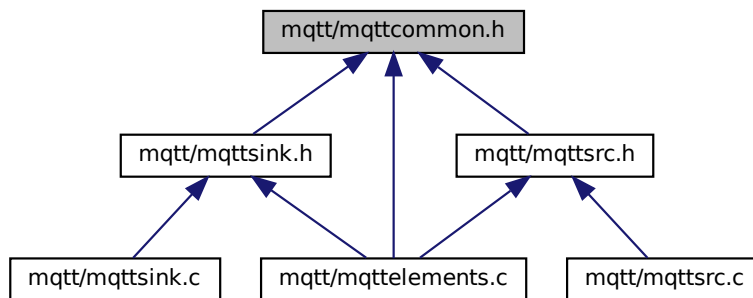 mqtt/mqttcommon.h
mqtt/mqttsink.h
mqtt/mqttsrc.h
mqtt/mqttsink.c
mqtt/mqttelements.c
mqtt/mqttsrc.c